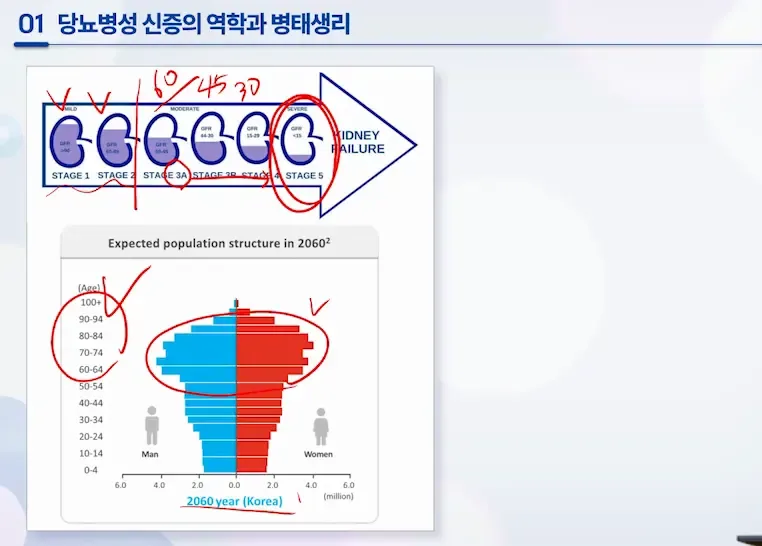 01 당뇨병성 신증의 역학과 병태생리
60 45 30
MILD MODERATE SEVERE
GFR
GFR
GFR
GFR 44-30
GFR 15-29
GFR <15
KIDNEY
FAILURE
STAGE 1 STAGE 2 STAGE 3A STAGE 3B STAGE 4 STAGE 5
Expected population structure in 2060²
(Age)
100+
90-94
80-84
70-74
60-64
50-54
40-44
30-34
20-24
10-14
0-4
Man Women
6.0 4.0 2.0 0.0 2.0 4.0 6.0
(million)
2060 year (Korea)